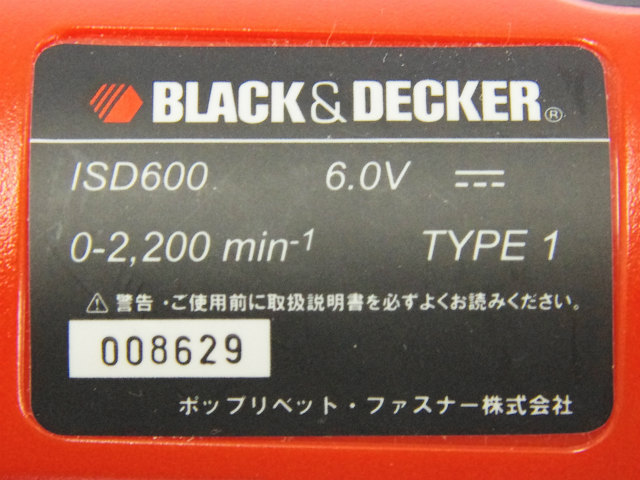 BLACK&DECKER®
ISD600 6.0V
0-2,200 min-1 TYPE 1
⚠警告・ご使用前に取扱説明書を必ずよくお読みください。
008629
ポップリベット・ファスナー株式会社